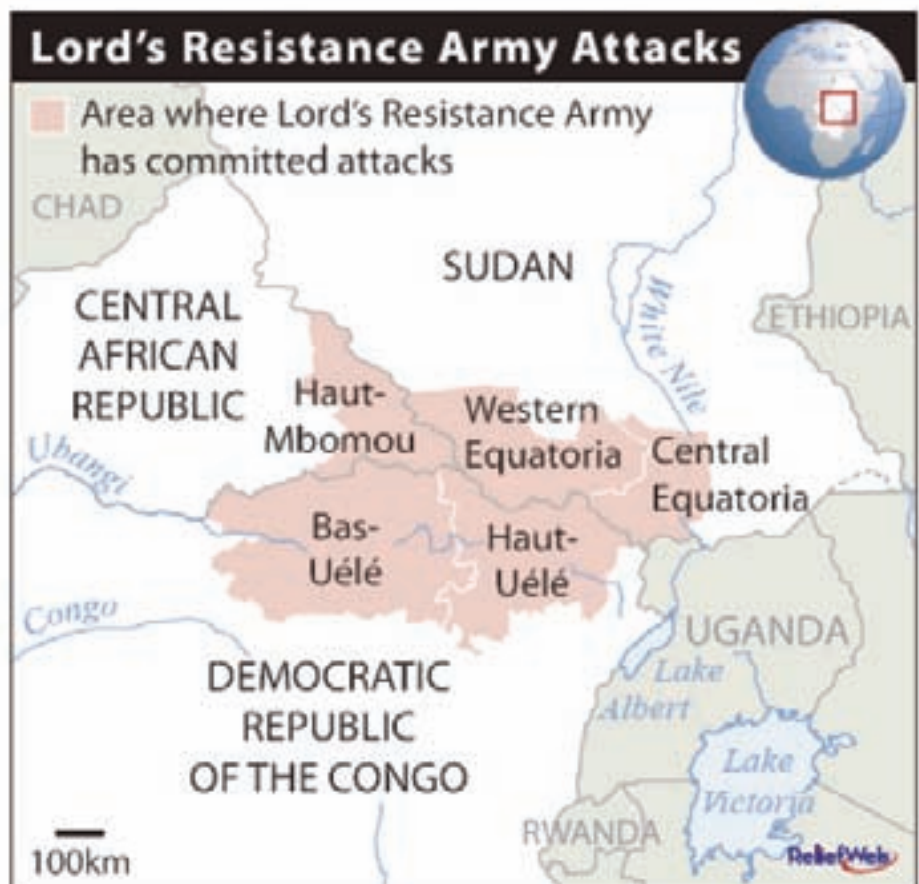 Lord's Resistance Army Attacks
Area where Lord's Resistance Army
has committed attacks
CHAD
SUDAN
White Nile
ETHIOPIA
CENTRAL
AFRICAN
REPUBLIC
Haut-
Mbomou
Western
Equatoria
Central
Equatoria
Ubangi
Bas-
Uélé
Haut-
Uélé
Congo
UGANDA
Lake
Albert
DEMOCRATIC
REPUBLIC
OF THE CONGO
Lake
Victoria
RWANDA
100km
ReliefWeb